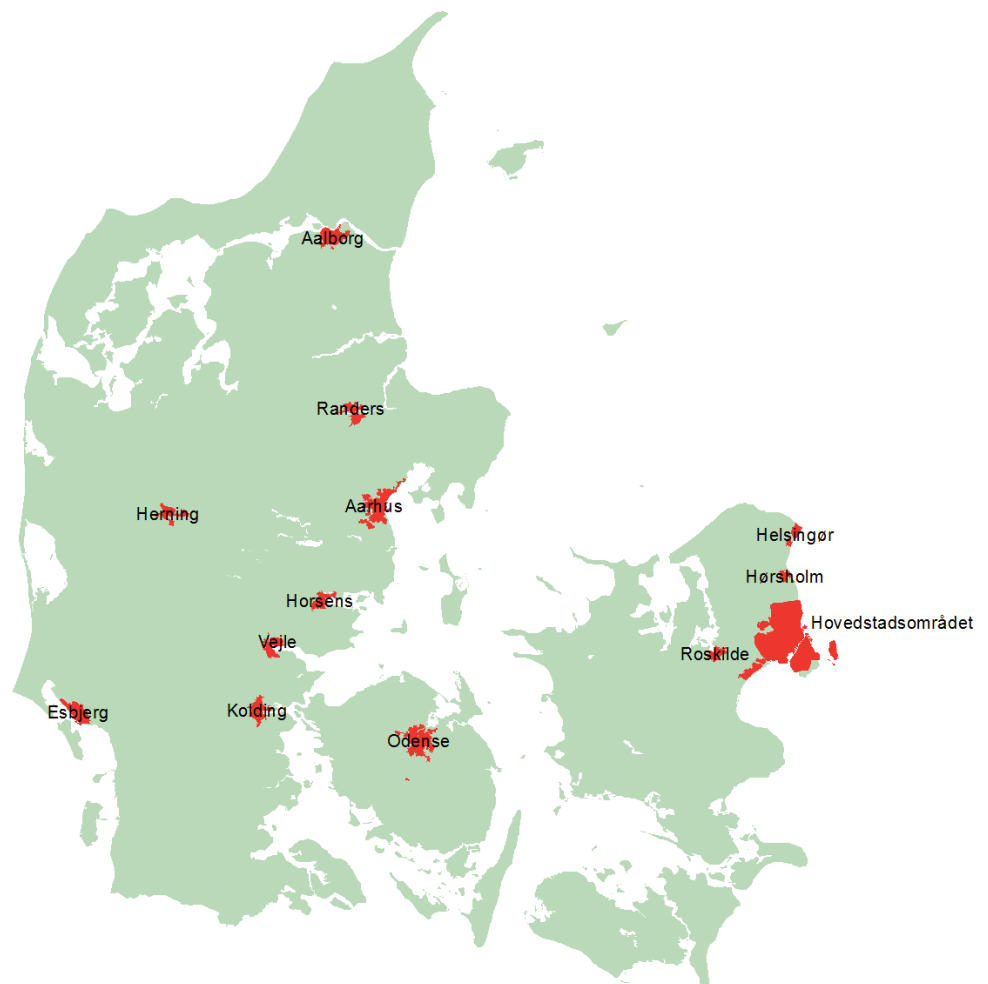 Aalborg
Randers
Aarhus
Herning
Helsingør
Hørsholm
Horsens
Hovedstadsområdet
Vejle
Roskilde
Esbjerg
Kolding
Odense